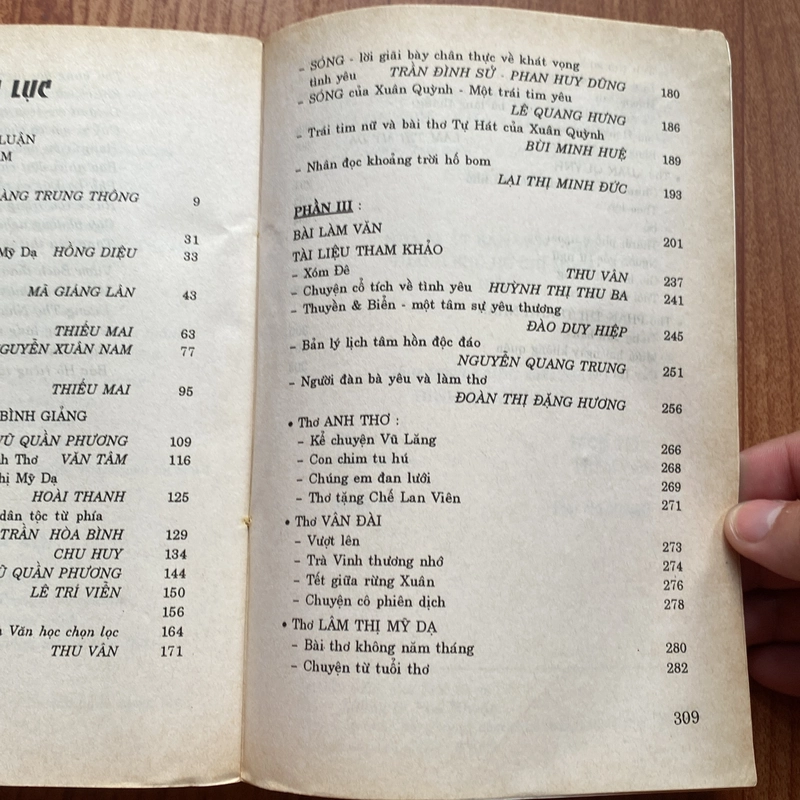 LỤC
LUẬN
ÀNG TRUNG THÔNG 9
31
Mỹ Dạ HỒNG DIỆU 33
MÃ GIANG LÂN 43
THIẾU MAI 63
NGUYỄN XUÂN NAM 77
THIẾU MAI 95
BÌNH GIẢNG
VŨ QUẦN PHƯƠNG 109
nh Thơ VĂN TÂM 116
hị Mỹ Dạ
HOÀI THANH 125
dân tộc từ phía
TRẦN HÒA BÌNH 129
CHU HUY 134
VŨ QUẦN PHƯƠNG 144
LÊ TRÍ VIỄN 150
156
Văn học chọn lọc 164
THU VÂN 171
– SÓNG - lời giãi bày chân thực về khát vọng
tình yêu TRẦN ĐÌNH SỬ - PHAN HUY DŨNG 180
– SÓNG của Xuân Quỳnh - Một trái tim yêu
LÊ QUANG HƯNG 186
– Trái tim nữ và bài thơ Tự Hát của Xuân Quỳnh
BÙI MINH HUỆ 189
– Nhân đọc khoảng trời hố bom
LẠI THỊ MINH ĐỨC 193
PHẦN III :
BÀI LÀM VĂN 201
TÀI LIỆU THAM KHẢO
– Xóm Đê THU VÂN 237
– Chuyện cổ tích về tình yêu HUỲNH THỊ THU BA 241
– Thuyền & Biển - một tâm sự yêu thương
ĐÀO DUY HIỆP 245
– Bản lý lịch tâm hồn độc đáo
NGUYỄN QUANG TRUNG 251
– Người đàn bà yêu và làm thơ
ĐOÀN THỊ ĐẶNG HƯƠNG 256
• Thơ ANH THƠ :
– Kể chuyện Vũ Lăng 266
– Con chim tu hú 268
– Chúng em đan lưới 269
– Thơ tặng Chế Lan Viên 271
• Thơ VÂN ĐÀI
– Vượt lên 273
– Trà Vinh thương nhớ 274
– Tết giữa rừng Xuân 276
– Chuyện cô phiên dịch 278
• Thơ LÂM THỊ MỸ DẠ
– Bài thơ không năm tháng 280
– Chuyện từ tuổi thơ 282
309